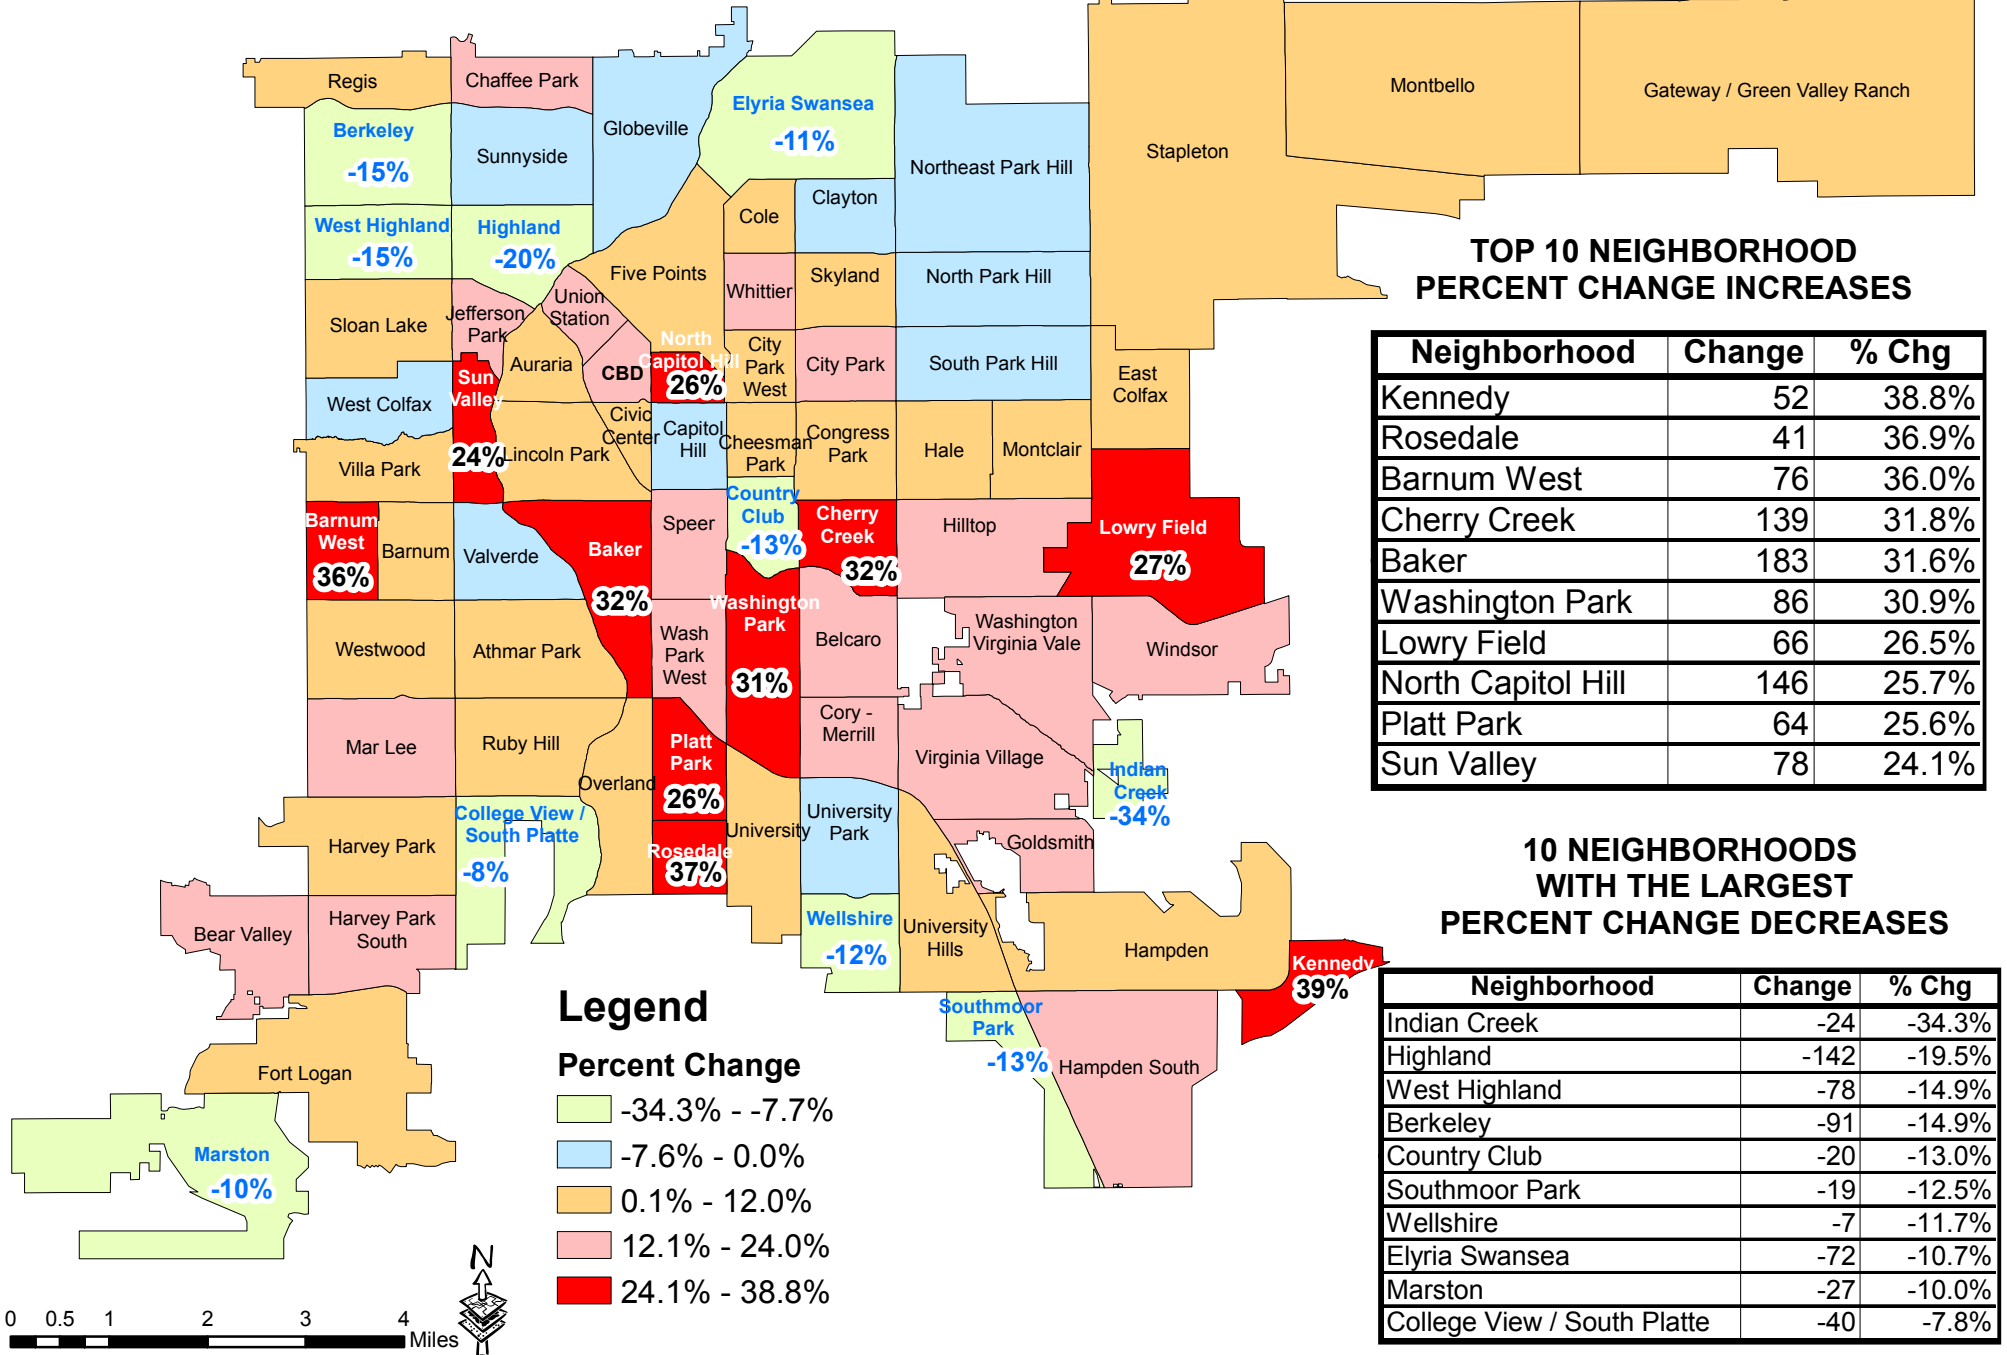 Regis
Chaffee Park
Globeville
Elyria Swansea
-11%
Montbello
Gateway / Green Valley Ranch
Berkeley
-15%
Sunnyside
Northeast Park Hill
Stapleton
Clayton
Cole
West Highland
-15%
Highland
-20%
Five Points
Skyland
North Park Hill
Whittier
Union
Station
Sloan Lake
Jefferson
Park
Auraria
CBD
North
Capitol Hill
26%
City
Park
West
City Park
South Park Hill
East
Colfax
Sun
Valley
24%
West Colfax
Civic
Center
Lincoln Park
Capitol
Hill
Cheesman
Park
Congress
Park
Hale
Montclair
Villa Park
Barnum
West
36%
Barnum
Valverde
Baker
32%
Speer
Country
Club
-13%
Cherry
Creek
32%
Hilltop
Lowry Field
27%
Westwood
Athmar Park
Wash
Park
West
Washington
Park
31%
Belcaro
Washington
Virginia Vale
Windsor
Mar Lee
Ruby Hill
Overland
Platt
Park
26%
Cory -
Merrill
Virginia Village
Indian
Creek
-34%
Harvey Park
College View /
South Platte
-8%
Rosedale
37%
University
University
Park
Goldsmith
Bear Valley
Harvey Park
South
Wellshire
-12%
University
Hills
Hampden
Kennedy
39%
Southmoor
Park
-13%
Hampden South
Fort Logan
Marston
-10%
TOP 10 NEIGHBORHOOD
PERCENT CHANGE INCREASES
Neighborhood Change % Chg
Kennedy 52 38.8%
Rosedale 41 36.9%
Barnum West 76 36.0%
Cherry Creek 139 31.8%
Baker 183 31.6%
Washington Park 86 30.9%
Lowry Field 66 26.5%
North Capitol Hill 146 25.7%
Platt Park 64 25.6%
Sun Valley 78 24.1%
10 NEIGHBORHOODS
WITH THE LARGEST
PERCENT CHANGE DECREASES
Neighborhood Change % Chg
Indian Creek -24 -34.3%
Highland -142 -19.5%
West Highland -78 -14.9%
Berkeley -91 -14.9%
Country Club -20 -13.0%
Southmoor Park -19 -12.5%
Wellshire -7 -11.7%
Elyria Swansea -72 -10.7%
Marston -27 -10.0%
College View / South Platte -40 -7.8%
Legend
Percent Change
-34.3% - -7.7%
-7.6% - 0.0%
0.1% - 12.0%
12.1% - 24.0%
24.1% - 38.8%
N
0 0.5 1 2 3 4
Miles